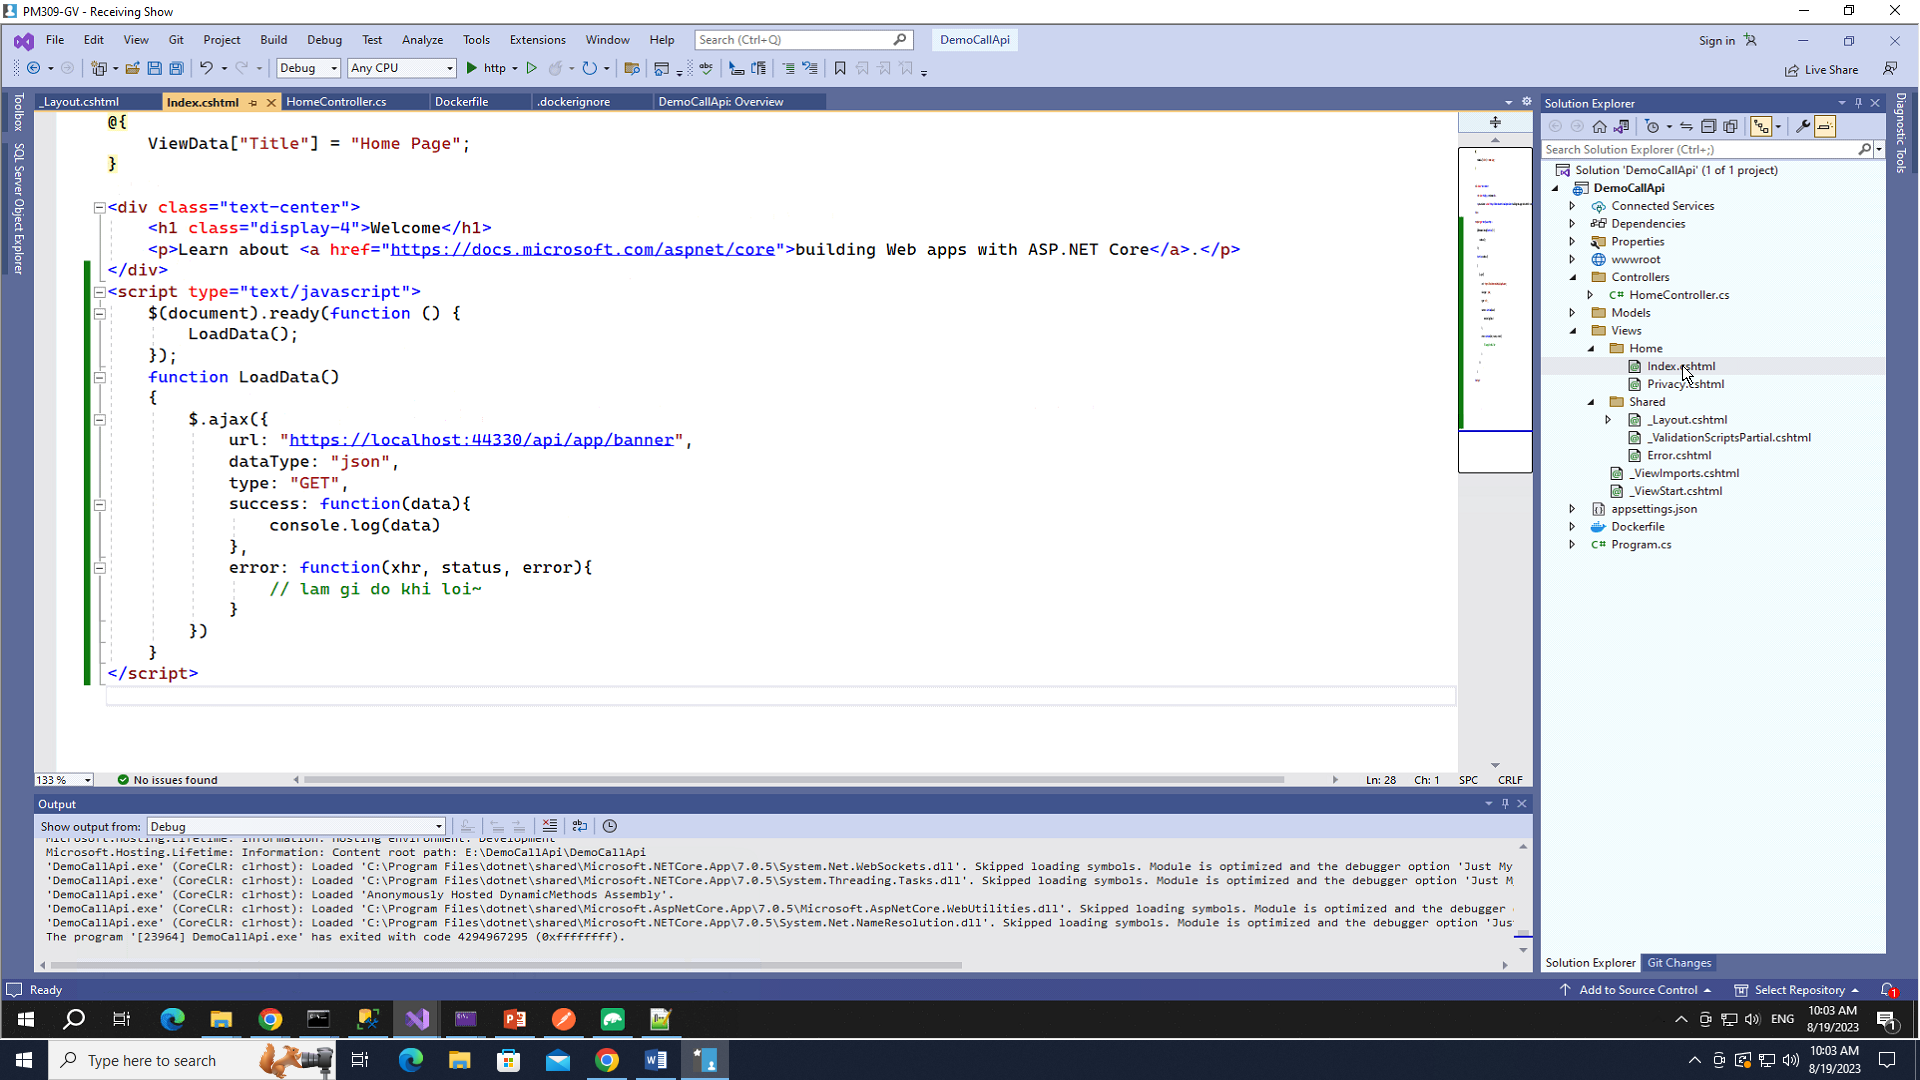 PM309-GV - Receiving Show
File Edit View Git Project Build Debug Test Analyze Tools Extensions Window Help Search (Ctrl+Q) DemoCallApi Sign in
Debug Any CPU http Live Share
_Layout.cshtml Index.cshtml HomeController.cs Dockerfile .dockerignore DemoCallApi: Overview
Toolbox
SQL Server Object Explorer
@{
ViewData["Title"] = "Home Page";
}
<div class="text-center">
<h1 class="display-4">Welcome</h1>
<p>Learn about <a href="https://docs.microsoft.com/aspnet/core">building Web apps with ASP.NET Core</a>.</p>
</div>
<script type="text/javascript">
$(document).ready(function () {
LoadData();
});
function LoadData()
{
$.ajax({
url: "https://localhost:44330/api/app/banner",
dataType: "json",
type: "GET",
success: function(data){
console.log(data)
},
error: function(xhr, status, error){
// lam gi do khi loi~
}
})
}
</script>
133 % No issues found Ln: 28 Ch: 1 SPC CRLF
Output
Show output from: Debug
Microsoft.Hosting.Lifetime: Information: Hosting environment: Development
Microsoft.Hosting.Lifetime: Information: Content root path: E:\DemoCallApi\DemoCallApi
'DemoCallApi.exe' (CoreCLR: clrhost): Loaded 'C:\Program Files\dotnet\shared\Microsoft.NETCore.App\7.0.5\System.Net.WebSockets.dll'. Skipped loading symbols. Module is optimized and the debugger option 'Just My
'DemoCallApi.exe' (CoreCLR: clrhost): Loaded 'C:\Program Files\dotnet\shared\Microsoft.NETCore.App\7.0.5\System.Threading.Tasks.dll'. Skipped loading symbols. Module is optimized and the debugger option 'Just M
'DemoCallApi.exe' (CoreCLR: clrhost): Loaded 'Anonymously Hosted DynamicMethods Assembly'.
'DemoCallApi.exe' (CoreCLR: clrhost): Loaded 'C:\Program Files\dotnet\shared\Microsoft.AspNetCore.App\7.0.5\Microsoft.AspNetCore.WebUtilities.dll'. Skipped loading symbols. Module is optimized and the debugger
'DemoCallApi.exe' (CoreCLR: clrhost): Loaded 'C:\Program Files\dotnet\shared\Microsoft.NETCore.App\7.0.5\System.Net.NameResolution.dll'. Skipped loading symbols. Module is optimized and the debugger option 'Jus
The program '[23964] DemoCallApi.exe' has exited with code 4294967295 (0xffffffff).
Solution Explorer
Search Solution Explorer (Ctrl+;)
Solution 'DemoCallApi' (1 of 1 project)
DemoCallApi
Connected Services
Dependencies
Properties
wwwroot
Controllers
C# HomeController.cs
Models
Views
Home
Index.cshtml
Privacy.cshtml
Shared
_Layout.cshtml
_ValidationScriptsPartial.cshtml
Error.cshtml
_ViewImports.cshtml
_ViewStart.cshtml
appsettings.json
Dockerfile
C# Program.cs
Solution Explorer Git Changes
Diagnostic Tools
Ready Add to Source Control Select Repository 1
ENG 10:03 AM
8/19/2023 1
Type here to search 10:03 AM
8/19/2023